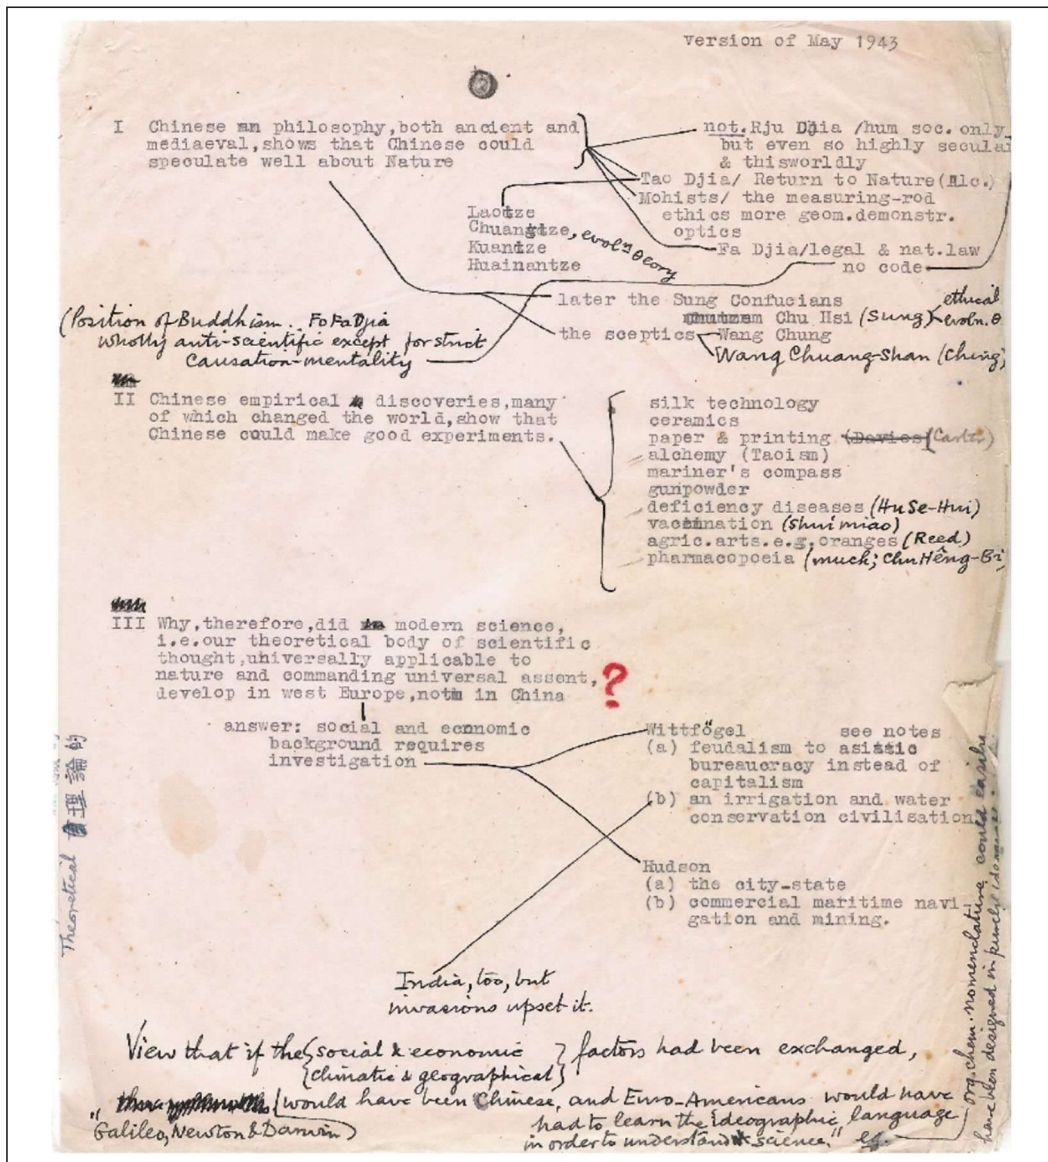 version of May 1943
I Chinese philosophy,both ancient and
mediaeval,shows that Chinese could
speculate well about Nature
not.Rju Djia /hum soc.only
but even so highly secular
& thisworldly
Tao Djia/ Return to Nature(Alc.)
Mohists/ the measuring-rod
ethics more geom.demonstr.
optics
Fa Djia/legal & nat.law
no code
Laotze
Chuangtze, evoln theory
Kuantze
Huainantze
later the Sung Confucians
Chu Hsi (Sung) ethical
evoln. θ
the sceptics Wang Chung
Wang Chuang-Shan (Ching)
(Position of Buddhism. Fo Fa Djia
wholly anti-scientific except for strict
causation-mentality
II Chinese empirical discoveries,many
of which changed the world,show that
Chinese could make good experiments.
silk technology
ceramics
paper & printing (Davies) (Carter)
alchemy (Taoism)
mariner's compass
gunpowder
deficiency diseases (Hu Se-Hui)
vaccination (shui miao)
agric.arts.e.g.oranges (Reed)
pharmacopoeia (much; Chu Hêng-Bi)
III Why,therefore,did modern science,
i.e.our theoretical body of scientific
thought,universally applicable to
nature and commanding universal assent,
develop in west Europe,not in China
?
answer: social and economic
background requires
investigation
Wittfögel see notes
(a) feudalism to asiatic
bureaucracy instead of
capitalism
(b) an irrigation and water
conservation civilisation
Hudson
(a) the city-state
(b) commercial maritime navi
gation and mining.
India, too, but
invasions upset it.
View that if the {social & economic
{climatic & geographical} factors had been exchanged,
"Galileo, Newton & Darwin) would have been Chinese, and Euro-Americans would have
had to learn the ideographic language
in order to understand science." eg.
org. chem. nomenclature could easily
have been designed in purely
Theoretical 理論的